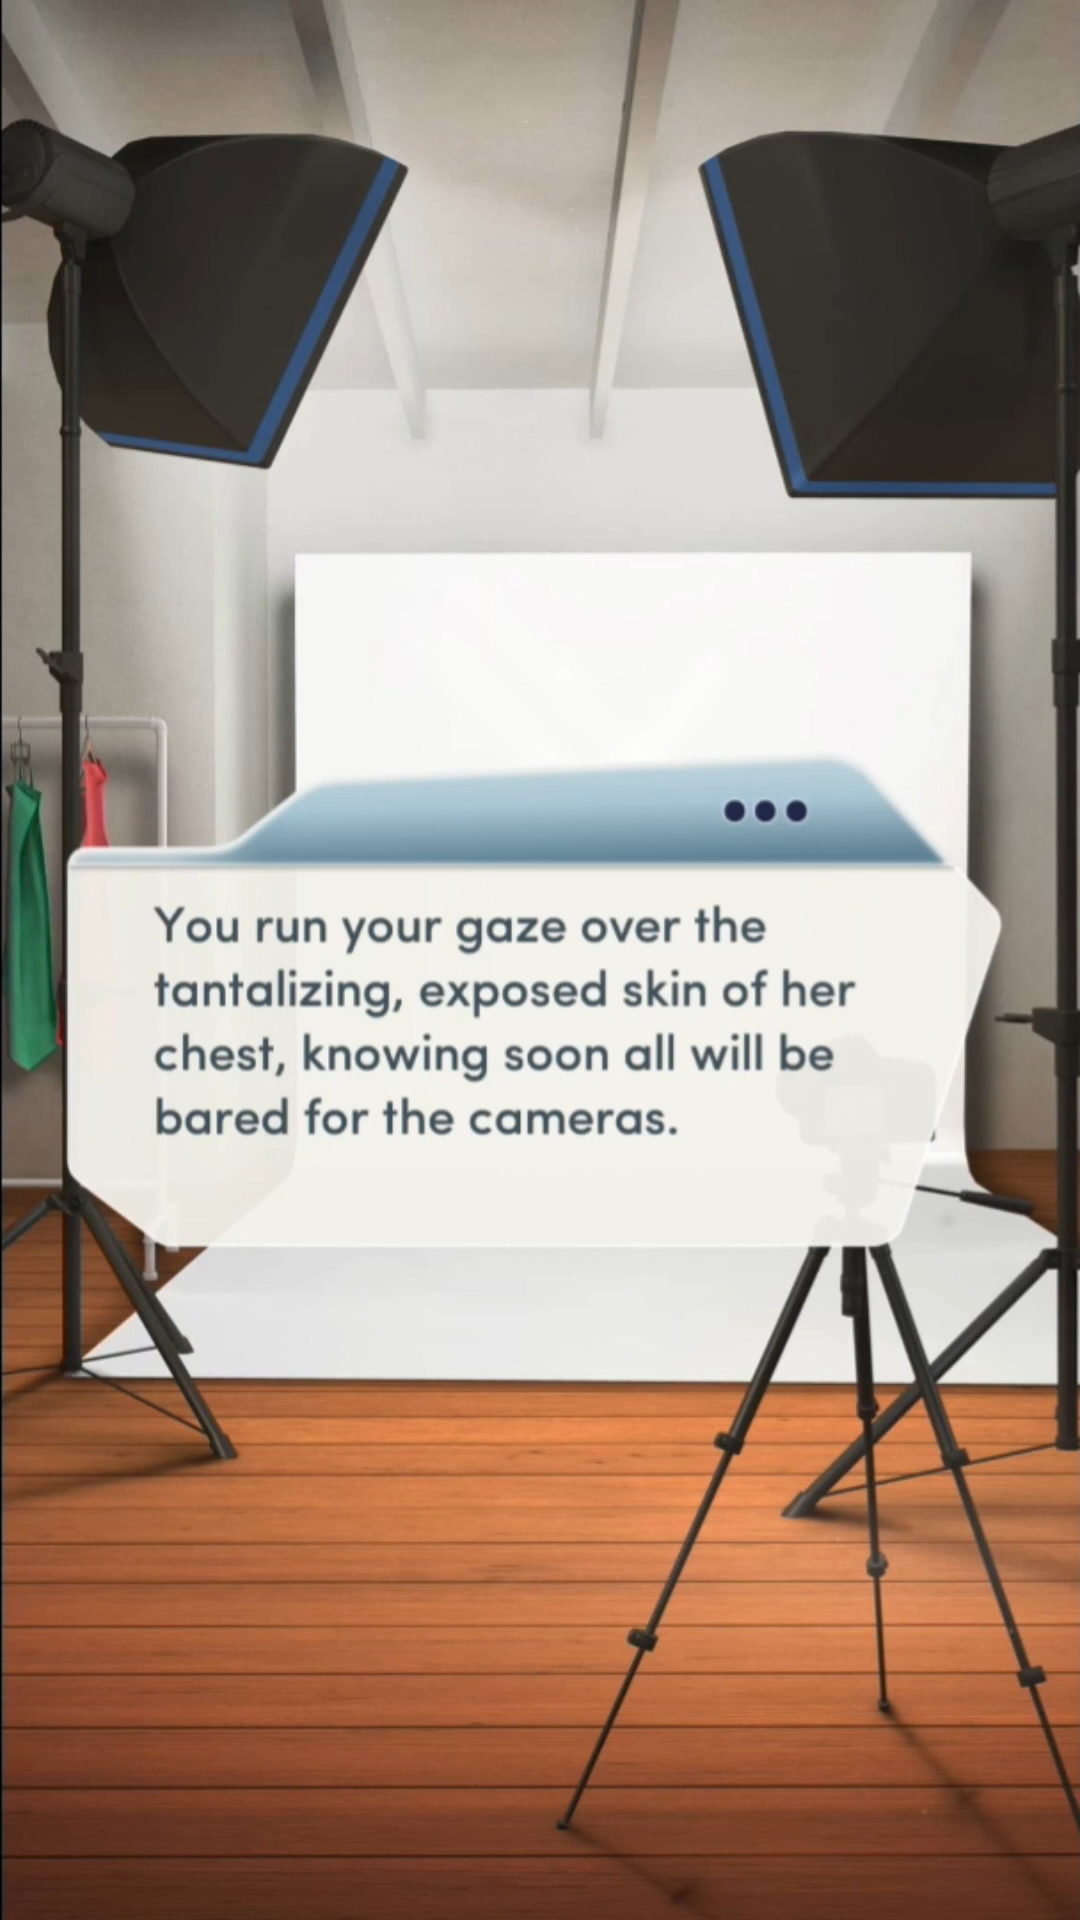 You run your gaze over the
tantalizing, exposed skin of her
chest, knowing soon all will be
bared for the cameras.